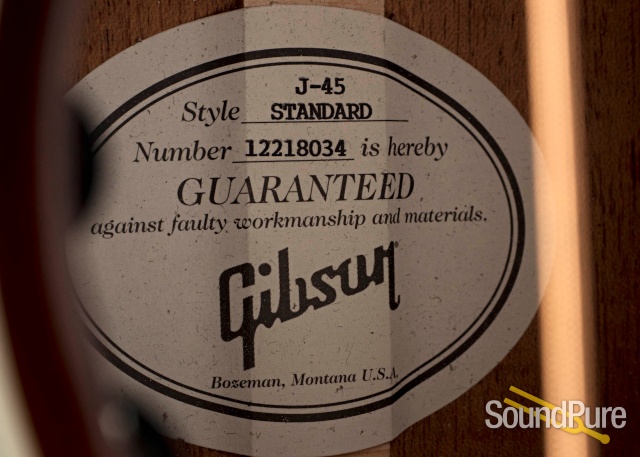 J-45
Style STANDARD
Number 12218034 is hereby
GUARANTEED
against faulty workmanship and materials.
Gibson
Bozeman, Montana U.S.A.
SoundPure